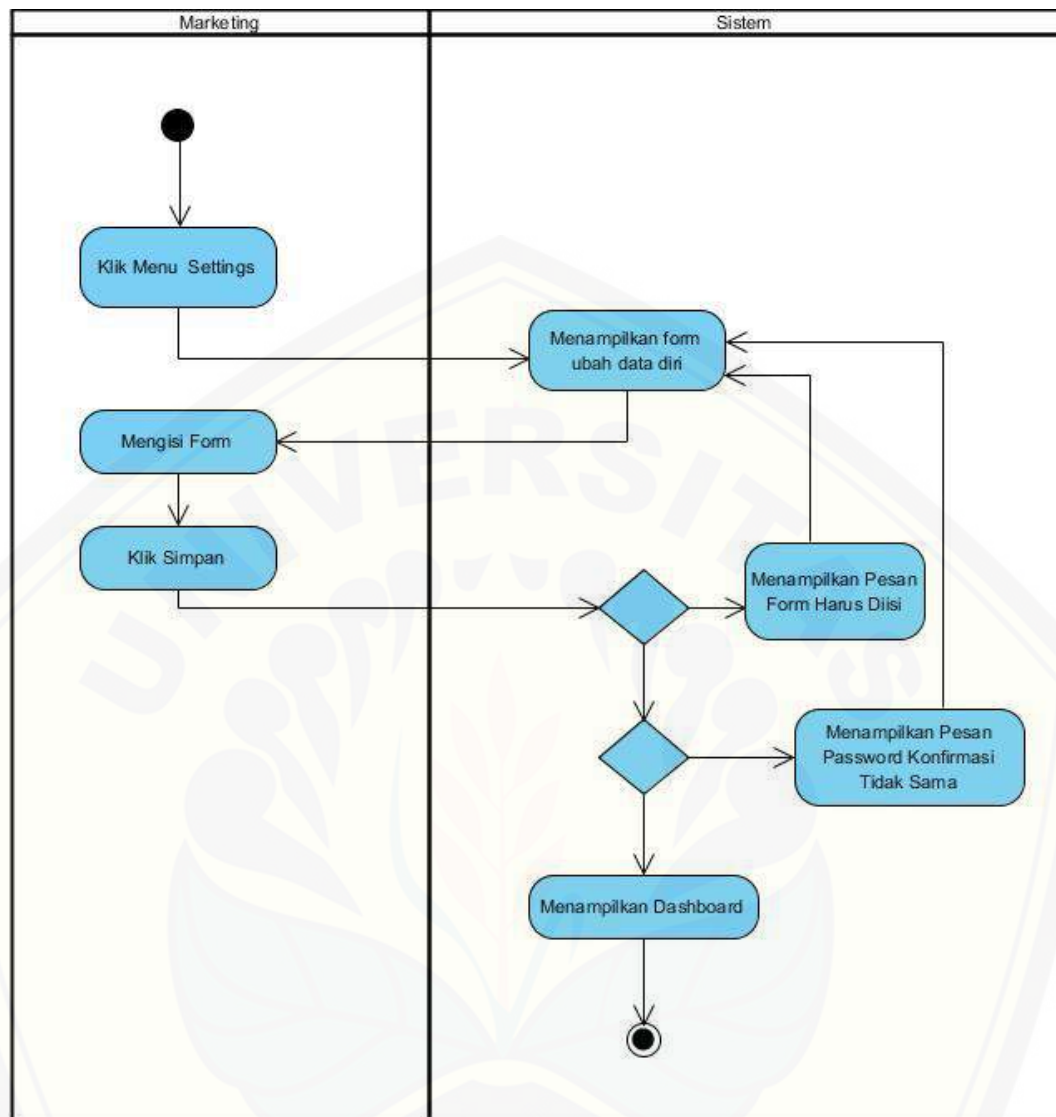 Marketing
Sistem
Klik Menu Settings
Menampilkan form
ubah data diri
Mengisi Form
Klik Simpan
Menampilkan Pesan
Form Harus Diisi
Menampilkan Pesan
Password Konfirmasi
Tidak Sama
Menampilkan Dashboard
UNIVERSITAS